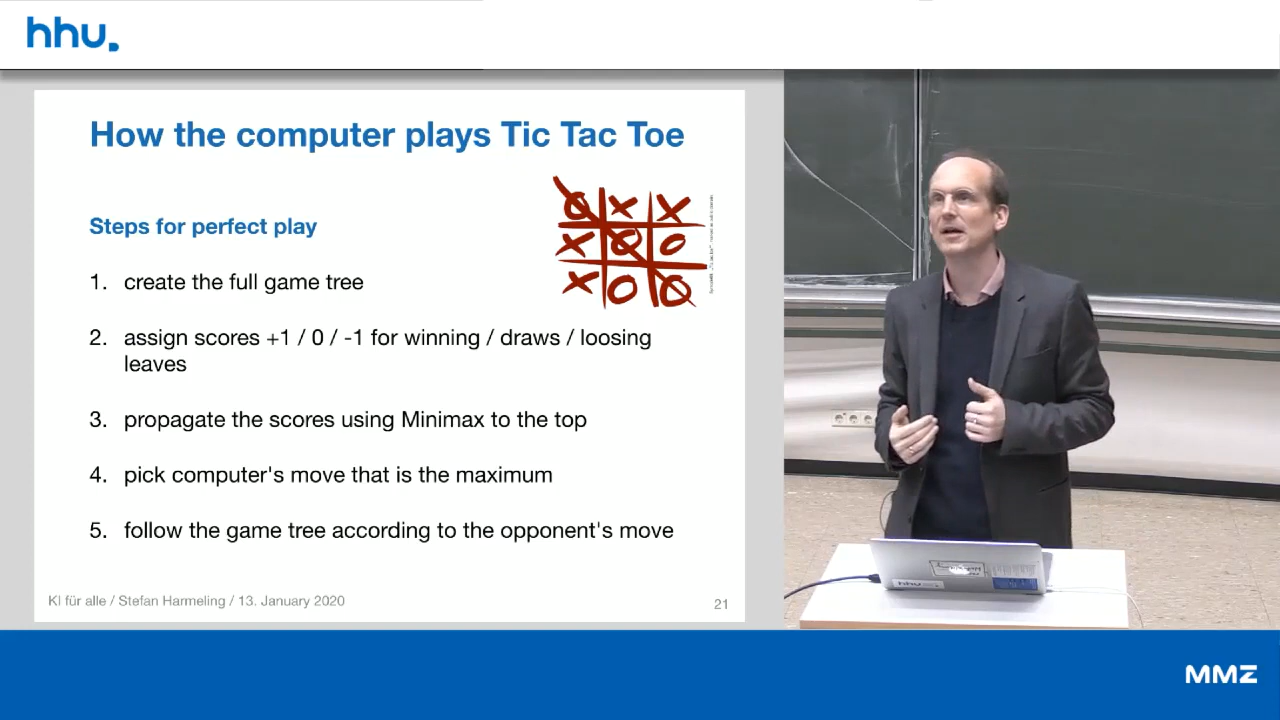 hhu.
How the computer plays Tic Tac Toe
Steps for perfect play
1. create the full game tree
2. assign scores +1 / 0 / -1 for winning / draws / loosing
leaves
3. propagate the scores using Minimax to the top
4. pick computer's move that is the maximum
5. follow the game tree according to the opponent's move
KI für alle / Stefan Harmeling / 13. January 2020
21
hhu.
MMZ